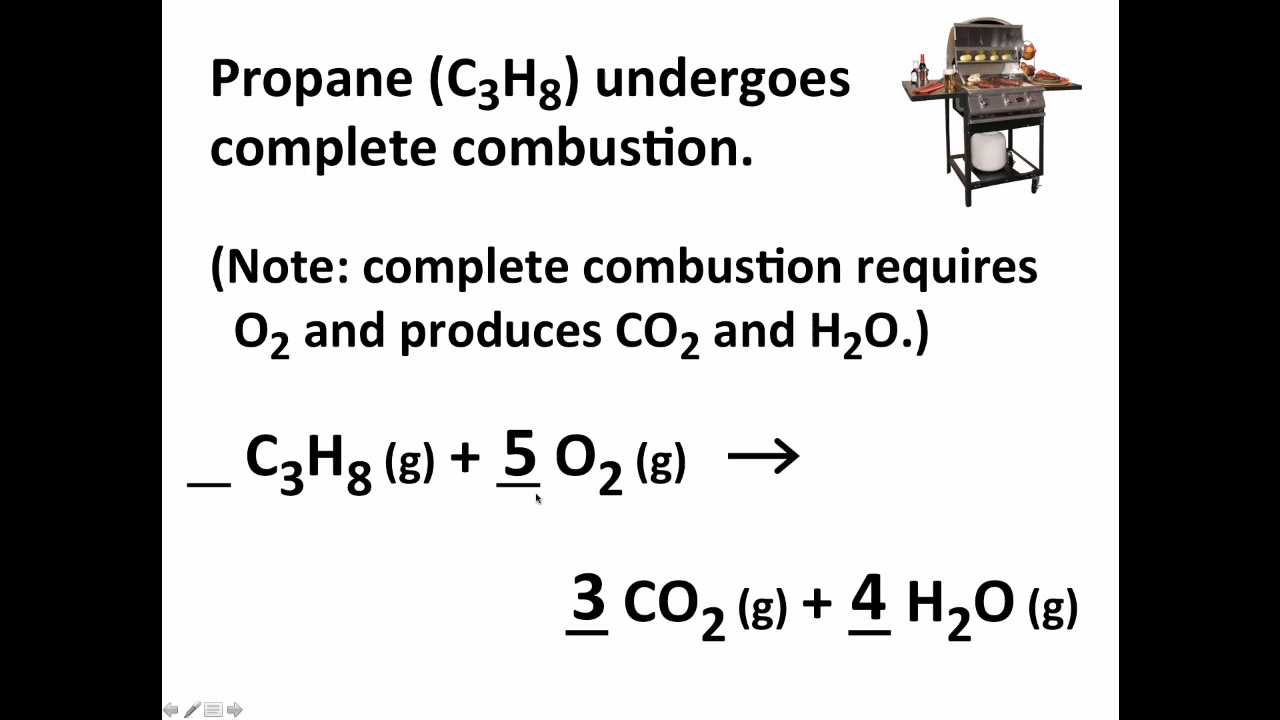 Propane (C₃H₈) undergoes
complete combustion.
(Note: complete combustion requires
O₂ and produces CO₂ and H₂O.)
_ C₃H₈ (g) + 5 O₂ (g) →
3 CO₂ (g) + 4 H₂O (g)